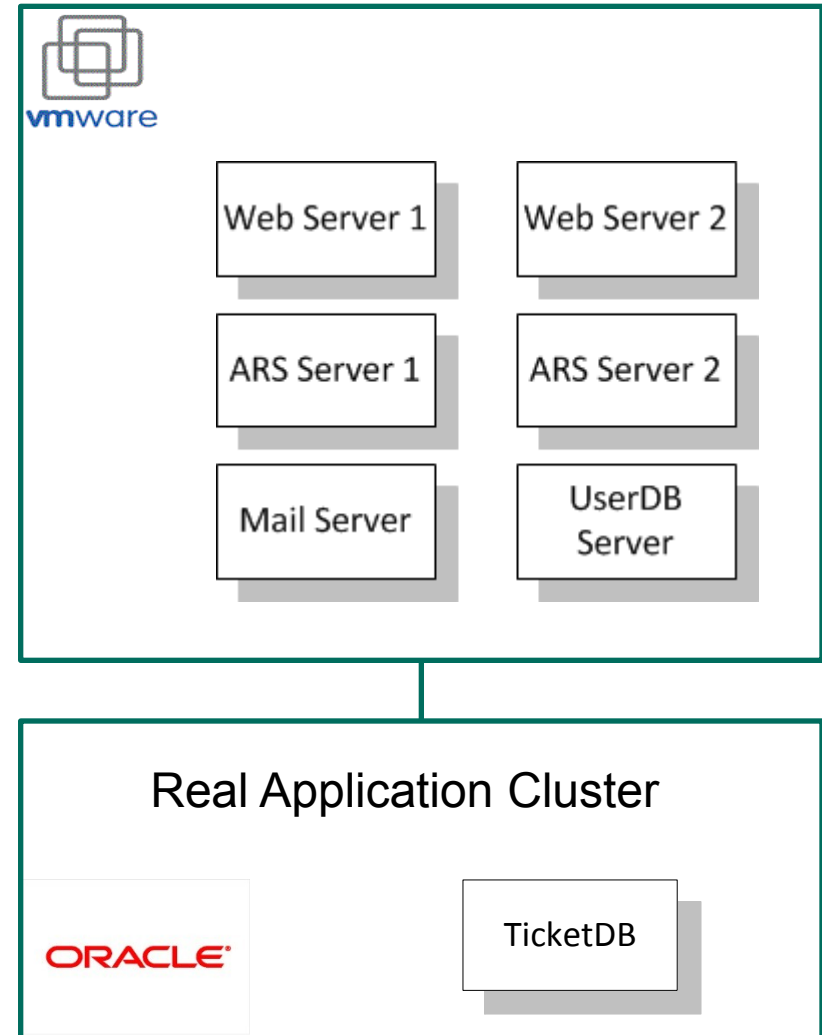 vmware
Web Server 1
Web Server 2
ARS Server 1
ARS Server 2
Mail Server
UserDB
Server
Real Application Cluster
ORACLE®
TicketDB